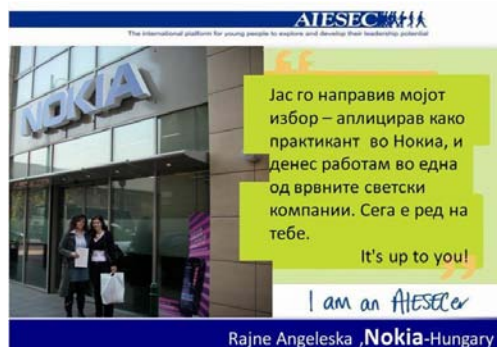 AIESEC
The international platform for young people to explore and develop their leadership potential
NOKIA
Јас го направив мојот
избор – аплицирав како
практикант во Нокиа, и
денес работам во една
од врвните светски
компании. Сега е ред на
тебе.
It's up to you!
I am an AIESECer
Rajne Angeleska ,Nokia-Hungary